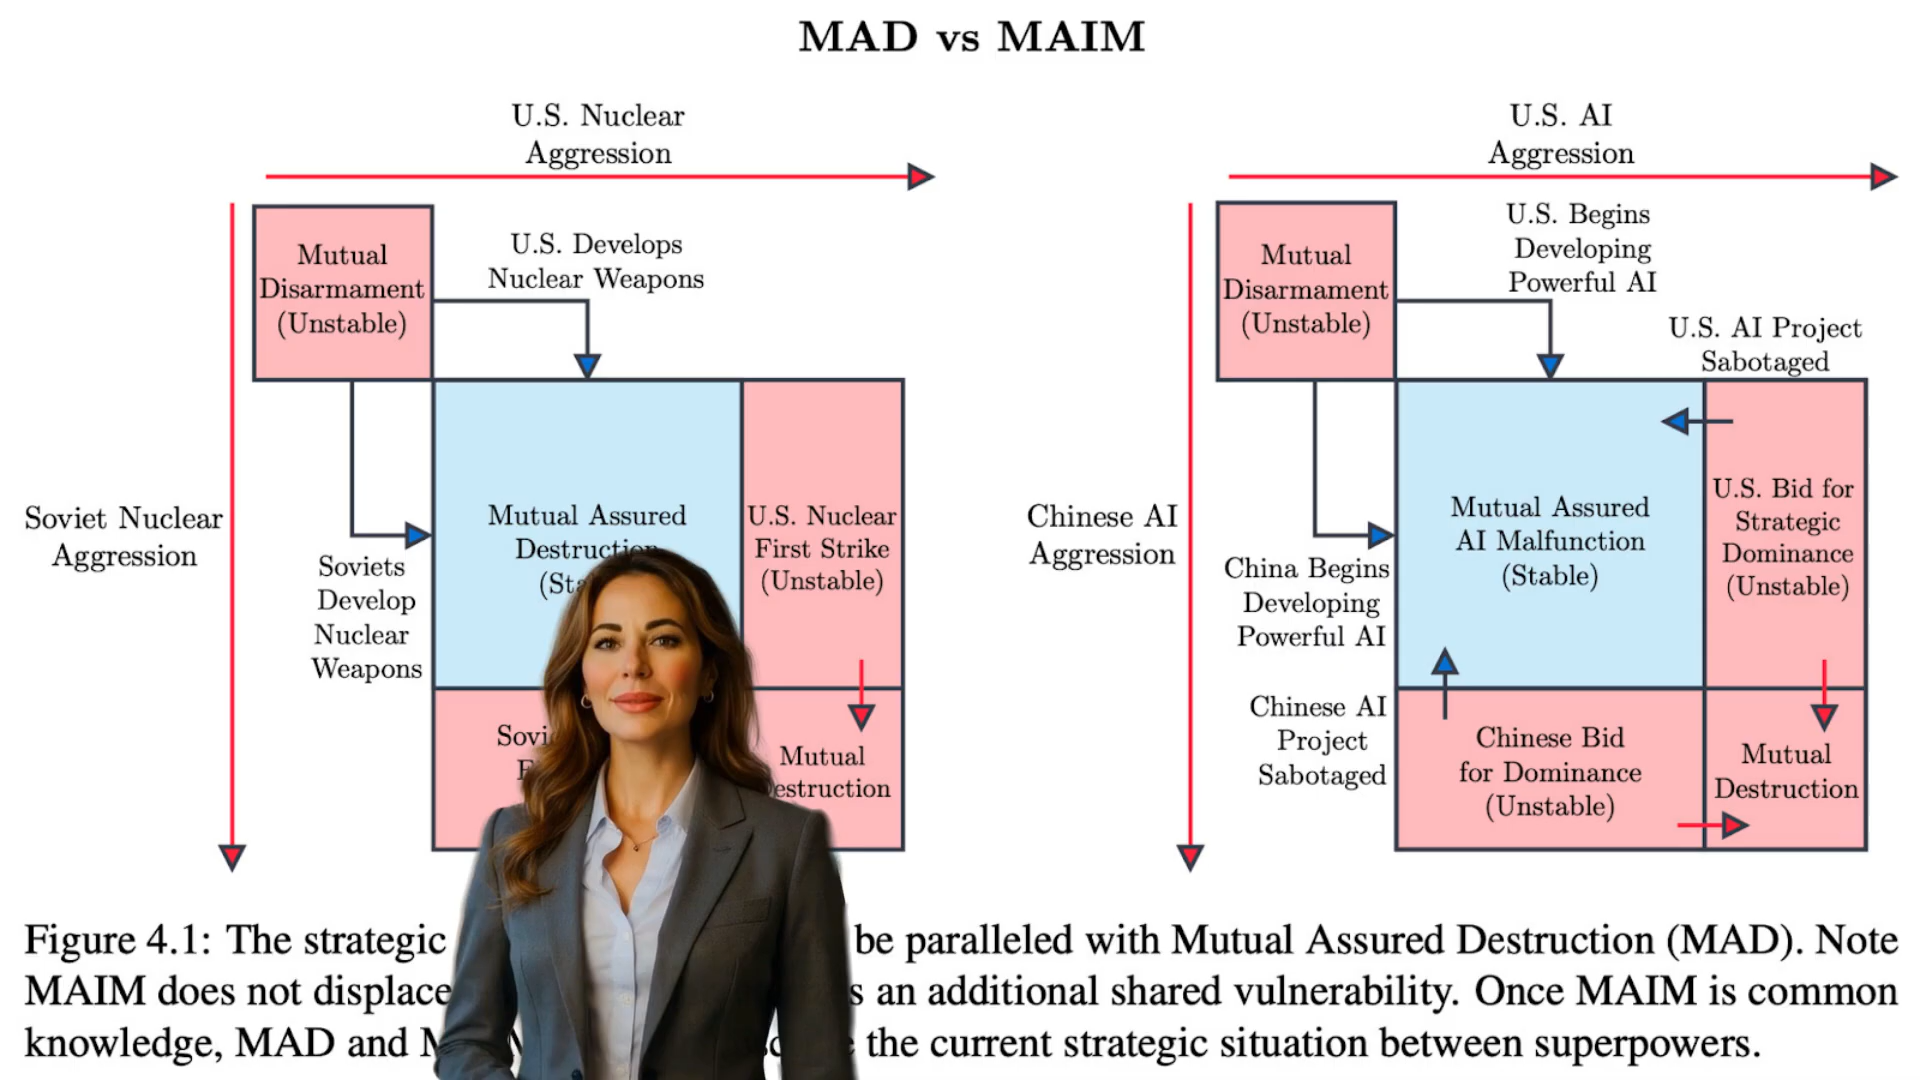 MAD vs MAIM
U.S. Nuclear
Aggression
Mutual
Disarmament
(Unstable)
U.S. Develops
Nuclear Weapons
Soviet Nuclear
Aggression
Soviets
Develop
Nuclear
Weapons
Mutual Assured
Destruction
U.S. Nuclear
First Strike
(Unstable)
Mutual
U.S. AI
Aggression
Mutual
Disarmament
(Unstable)
U.S. Begins
Developing
Powerful AI
U.S. AI Project
Sabotaged
Chinese AI
Aggression
China Begins
Developing
Powerful AI
Mutual Assured
AI Malfunction
(Stable)
U.S. Bid for
Strategic
Dominance
(Unstable)
Chinese AI
Project
Sabotaged
Chinese Bid
for Dominance
(Unstable)
Mutual
Destruction
Figure 4.1: The strategic be paralleled with Mutual Assured Destruction (MAD). Note
MAIM does not displace an additional shared vulnerability. Once MAIM is common
knowledge, MAD and the current strategic situation between superpowers.